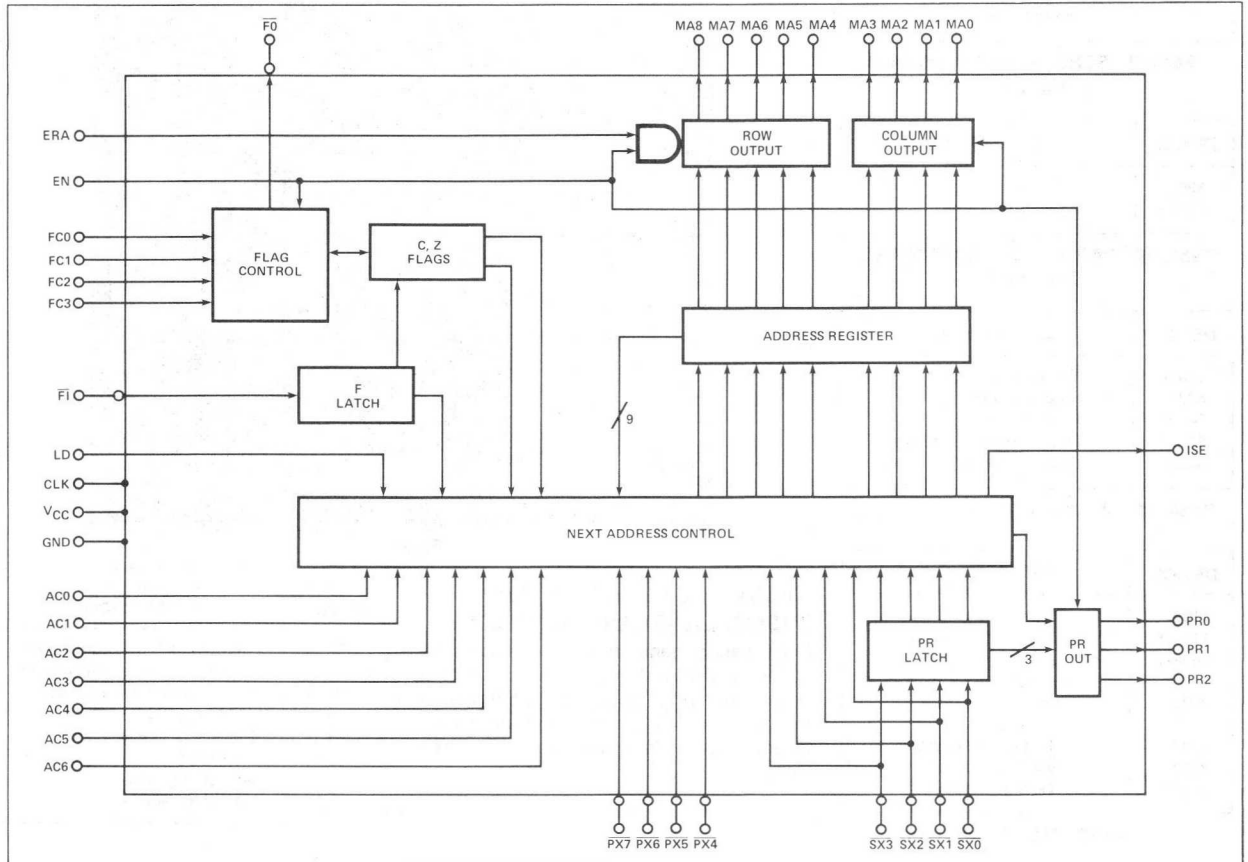 F0
MA8 MA7 MA6 MA5 MA4 MA3 MA2 MA1 MA0
ERA
ROW OUTPUT
COLUMN OUTPUT
EN
FC0
FC1
FC2
FC3
FLAG CONTROL
C, Z FLAGS
ADDRESS REGISTER
FI
F LATCH
9
LD
CLK
VCC
GND
ISE
NEXT ADDRESS CONTROL
AC0
AC1
AC2
AC3
AC4
AC5
AC6
PR LATCH
3
PR OUT
PR0
PR1
PR2
PX7 PX6 PX5 PX4
SX3 SX2 SX1 SX0